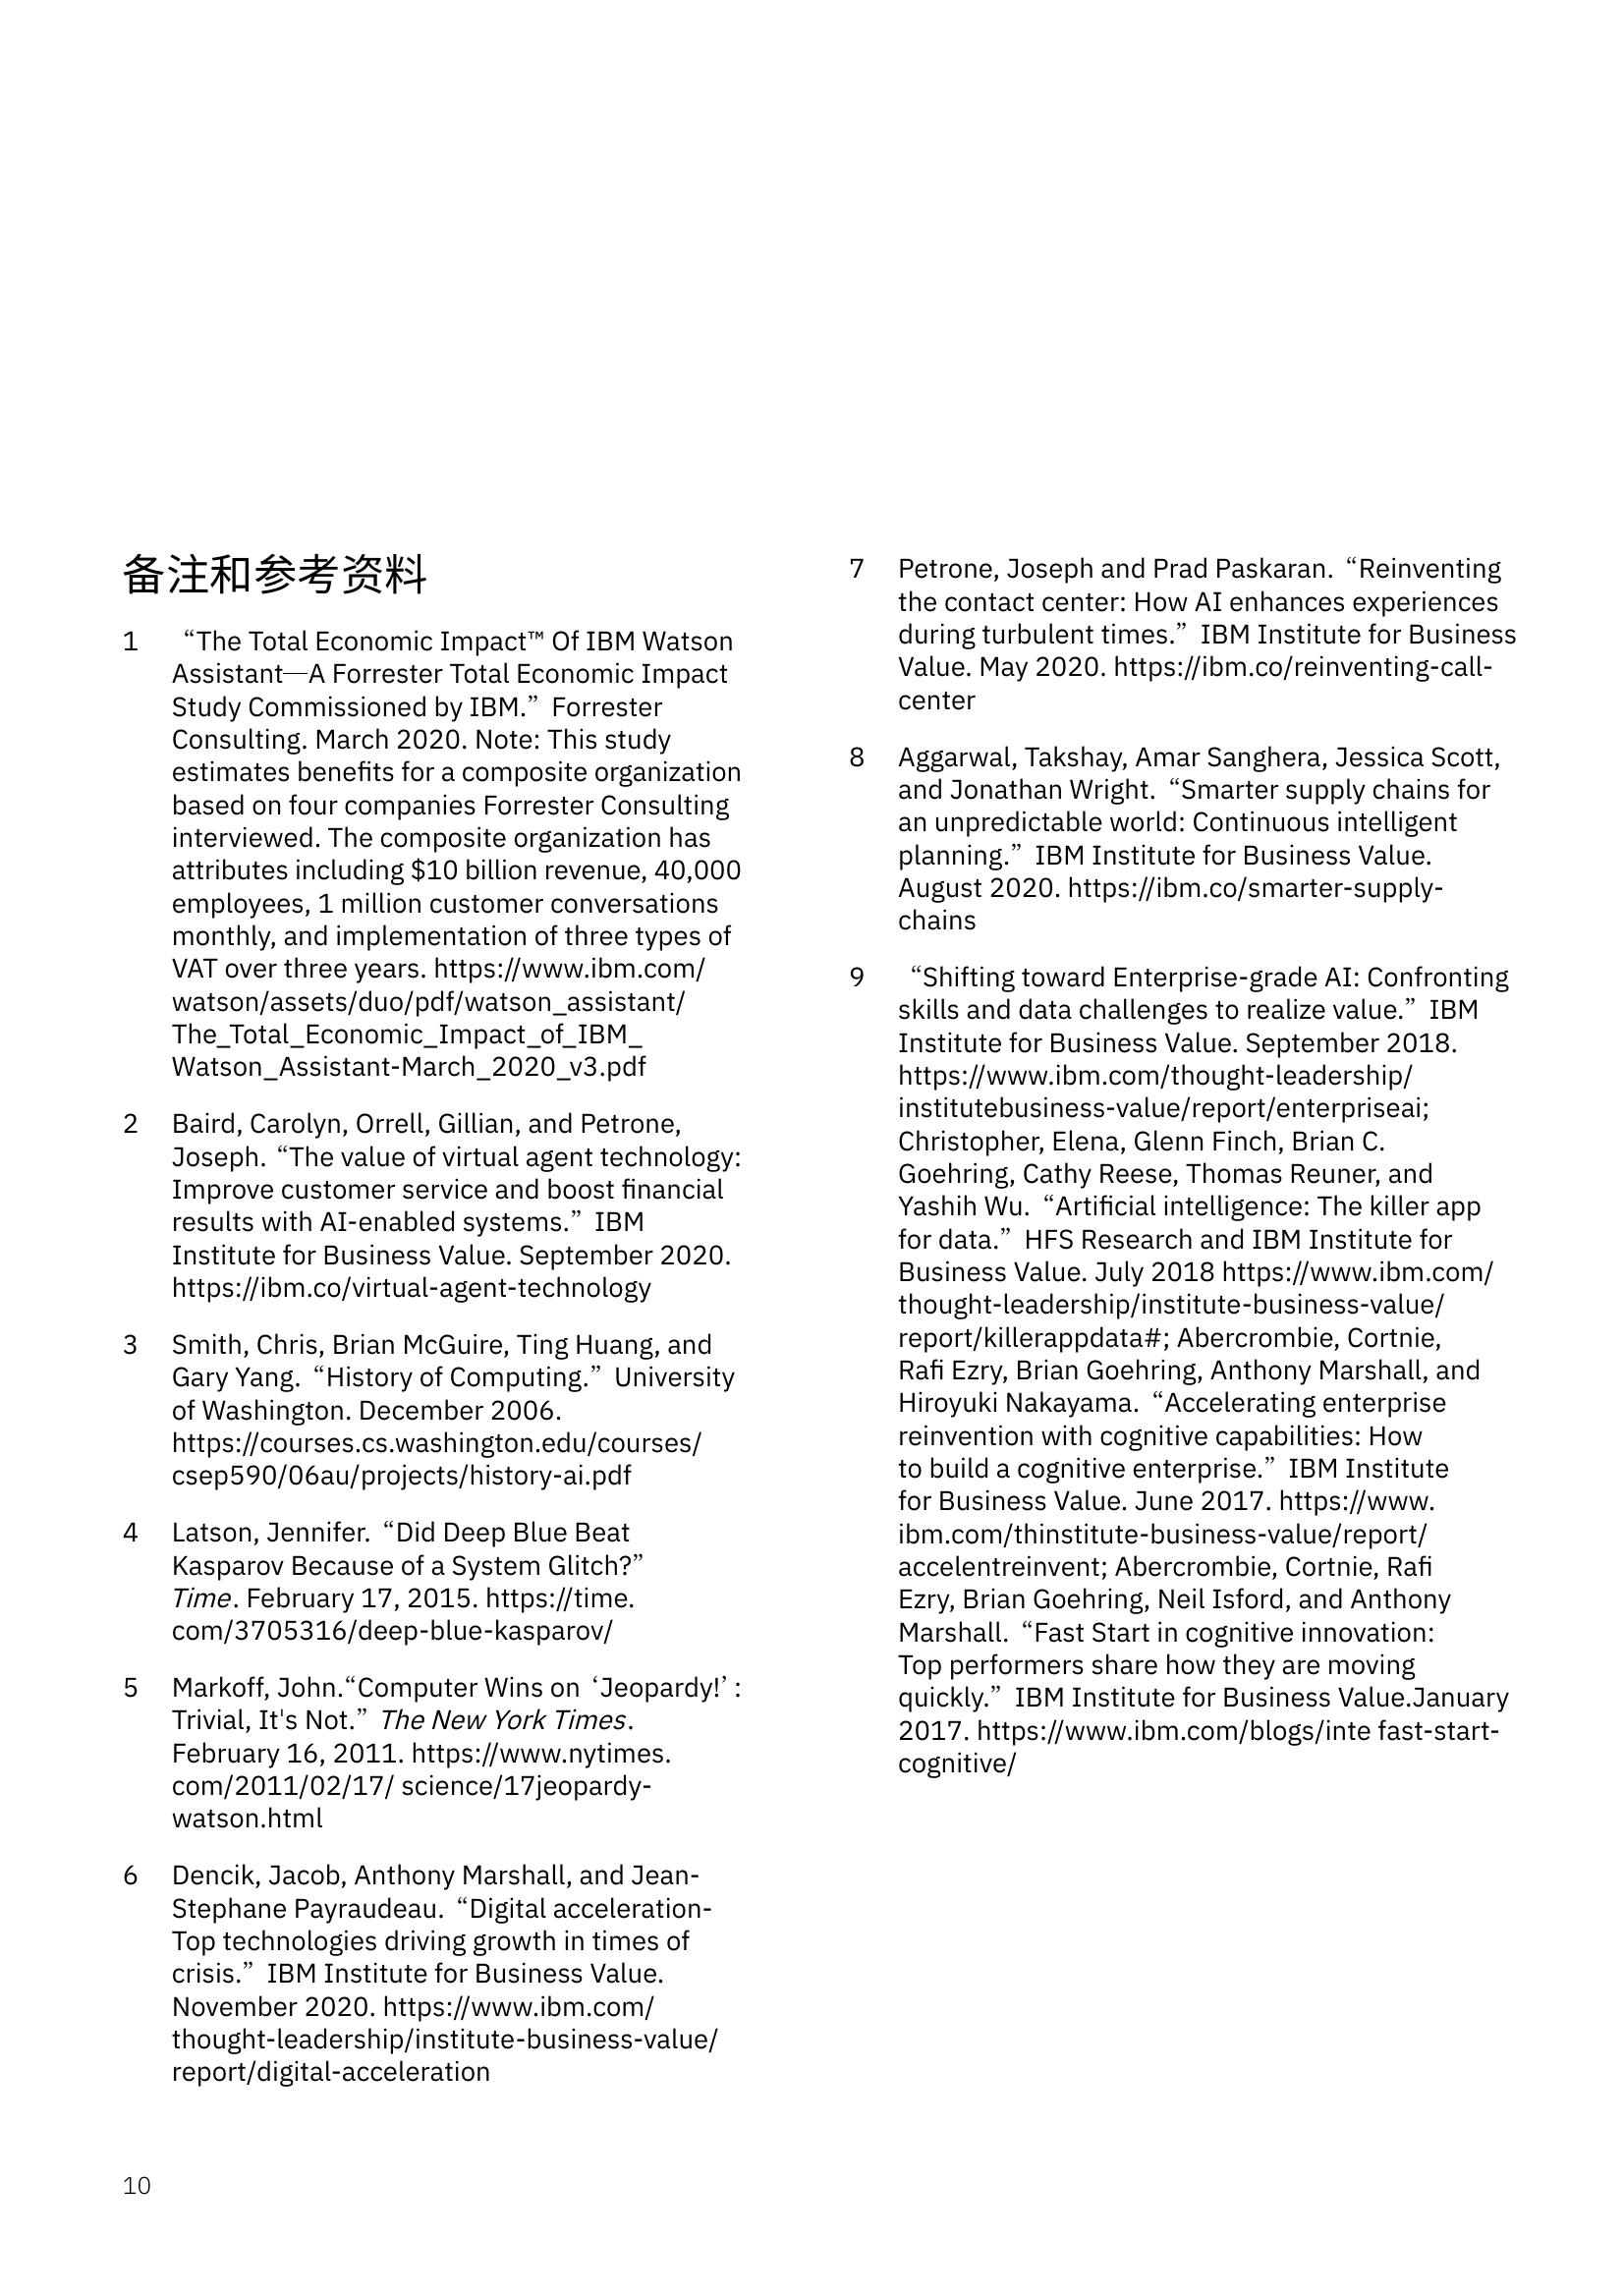 备注和参考资料
1 “The Total Economic Impact™ Of IBM Watson
Assistant—A Forrester Total Economic Impact
Study Commissioned by IBM.” Forrester
Consulting. March 2020. Note: This study
estimates benefits for a composite organization
based on four companies Forrester Consulting
interviewed. The composite organization has
attributes including $10 billion revenue, 40,000
employees, 1 million customer conversations
monthly, and implementation of three types of
VAT over three years. https://www.ibm.com/
watson/assets/duo/pdf/watson_assistant/
The_Total_Economic_Impact_of_IBM_
Watson_Assistant-March_2020_v3.pdf
2 Baird, Carolyn, Orrell, Gillian, and Petrone,
Joseph. “The value of virtual agent technology:
Improve customer service and boost financial
results with AI-enabled systems.” IBM
Institute for Business Value. September 2020.
https://ibm.co/virtual-agent-technology
3 Smith, Chris, Brian McGuire, Ting Huang, and
Gary Yang. “History of Computing.” University
of Washington. December 2006.
https://courses.cs.washington.edu/courses/
csep590/06au/projects/history-ai.pdf
4 Latson, Jennifer. “Did Deep Blue Beat
Kasparov Because of a System Glitch?”
Time. February 17, 2015. https://time.
com/3705316/deep-blue-kasparov/
5 Markoff, John.“Computer Wins on ‘Jeopardy!’:
Trivial, It's Not.” The New York Times.
February 16, 2011. https://www.nytimes.
com/2011/02/17/ science/17jeopardy-
watson.html
6 Dencik, Jacob, Anthony Marshall, and Jean-
Stephane Payraudeau. “Digital acceleration-
Top technologies driving growth in times of
crisis.” IBM Institute for Business Value.
November 2020. https://www.ibm.com/
thought-leadership/institute-business-value/
report/digital-acceleration
7 Petrone, Joseph and Prad Paskaran. “Reinventing
the contact center: How AI enhances experiences
during turbulent times.” IBM Institute for Business
Value. May 2020. https://ibm.co/reinventing-call-
center
8 Aggarwal, Takshay, Amar Sanghera, Jessica Scott,
and Jonathan Wright. “Smarter supply chains for
an unpredictable world: Continuous intelligent
planning.” IBM Institute for Business Value.
August 2020. https://ibm.co/smarter-supply-
chains
9 “Shifting toward Enterprise-grade AI: Confronting
skills and data challenges to realize value.” IBM
Institute for Business Value. September 2018.
https://www.ibm.com/thought-leadership/
institutebusiness-value/report/enterpriseai;
Christopher, Elena, Glenn Finch, Brian C.
Goehring, Cathy Reese, Thomas Reuner, and
Yashih Wu. “Artificial intelligence: The killer app
for data.” HFS Research and IBM Institute for
Business Value. July 2018 https://www.ibm.com/
thought-leadership/institute-business-value/
report/killerappdata#; Abercrombie, Cortnie,
Rafi Ezry, Brian Goehring, Anthony Marshall, and
Hiroyuki Nakayama. “Accelerating enterprise
reinvention with cognitive capabilities: How
to build a cognitive enterprise.” IBM Institute
for Business Value. June 2017. https://www.
ibm.com/thinstitute-business-value/report/
accelentreinvent; Abercrombie, Cortnie, Rafi
Ezry, Brian Goehring, Neil Isford, and Anthony
Marshall. “Fast Start in cognitive innovation:
Top performers share how they are moving
quickly.” IBM Institute for Business Value.January
2017. https://www.ibm.com/blogs/inte fast-start-
cognitive/
10